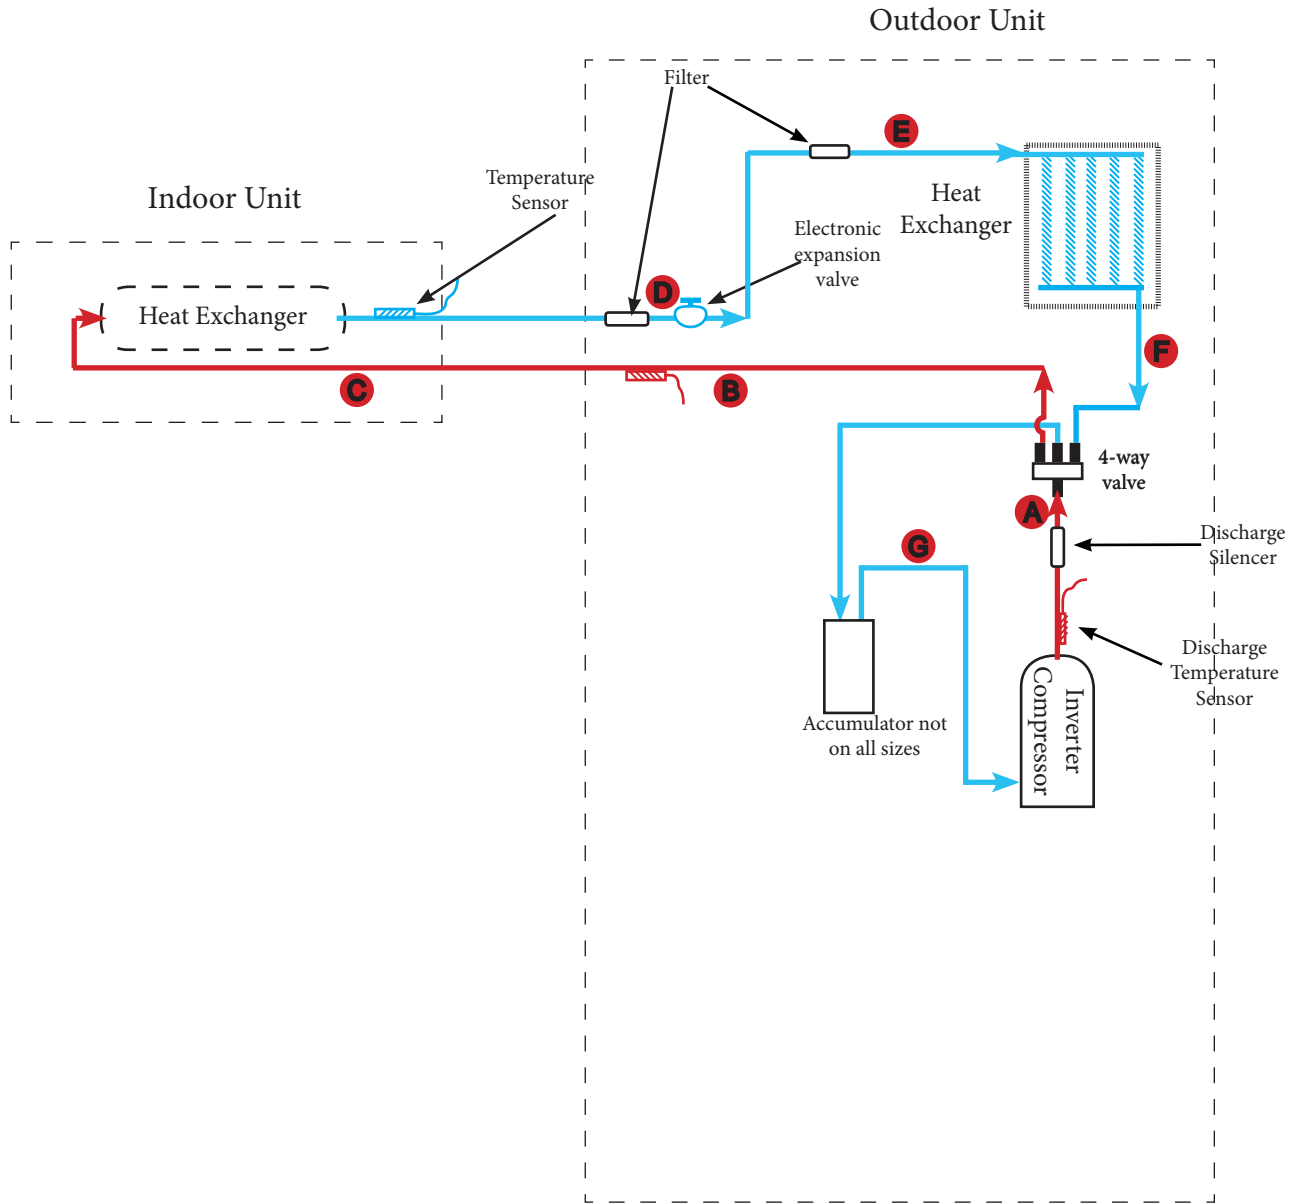 Outdoor Unit
Filter
E
Temperature
Sensor
Indoor Unit
Heat
Exchanger
Electronic
expansion
valve
D
Heat Exchanger
F
C
B
4-way
valve
A
Discharge
Silencer
G
Discharge
Temperature
Sensor
Inverter
Compressor
Accumulator not
on all sizes